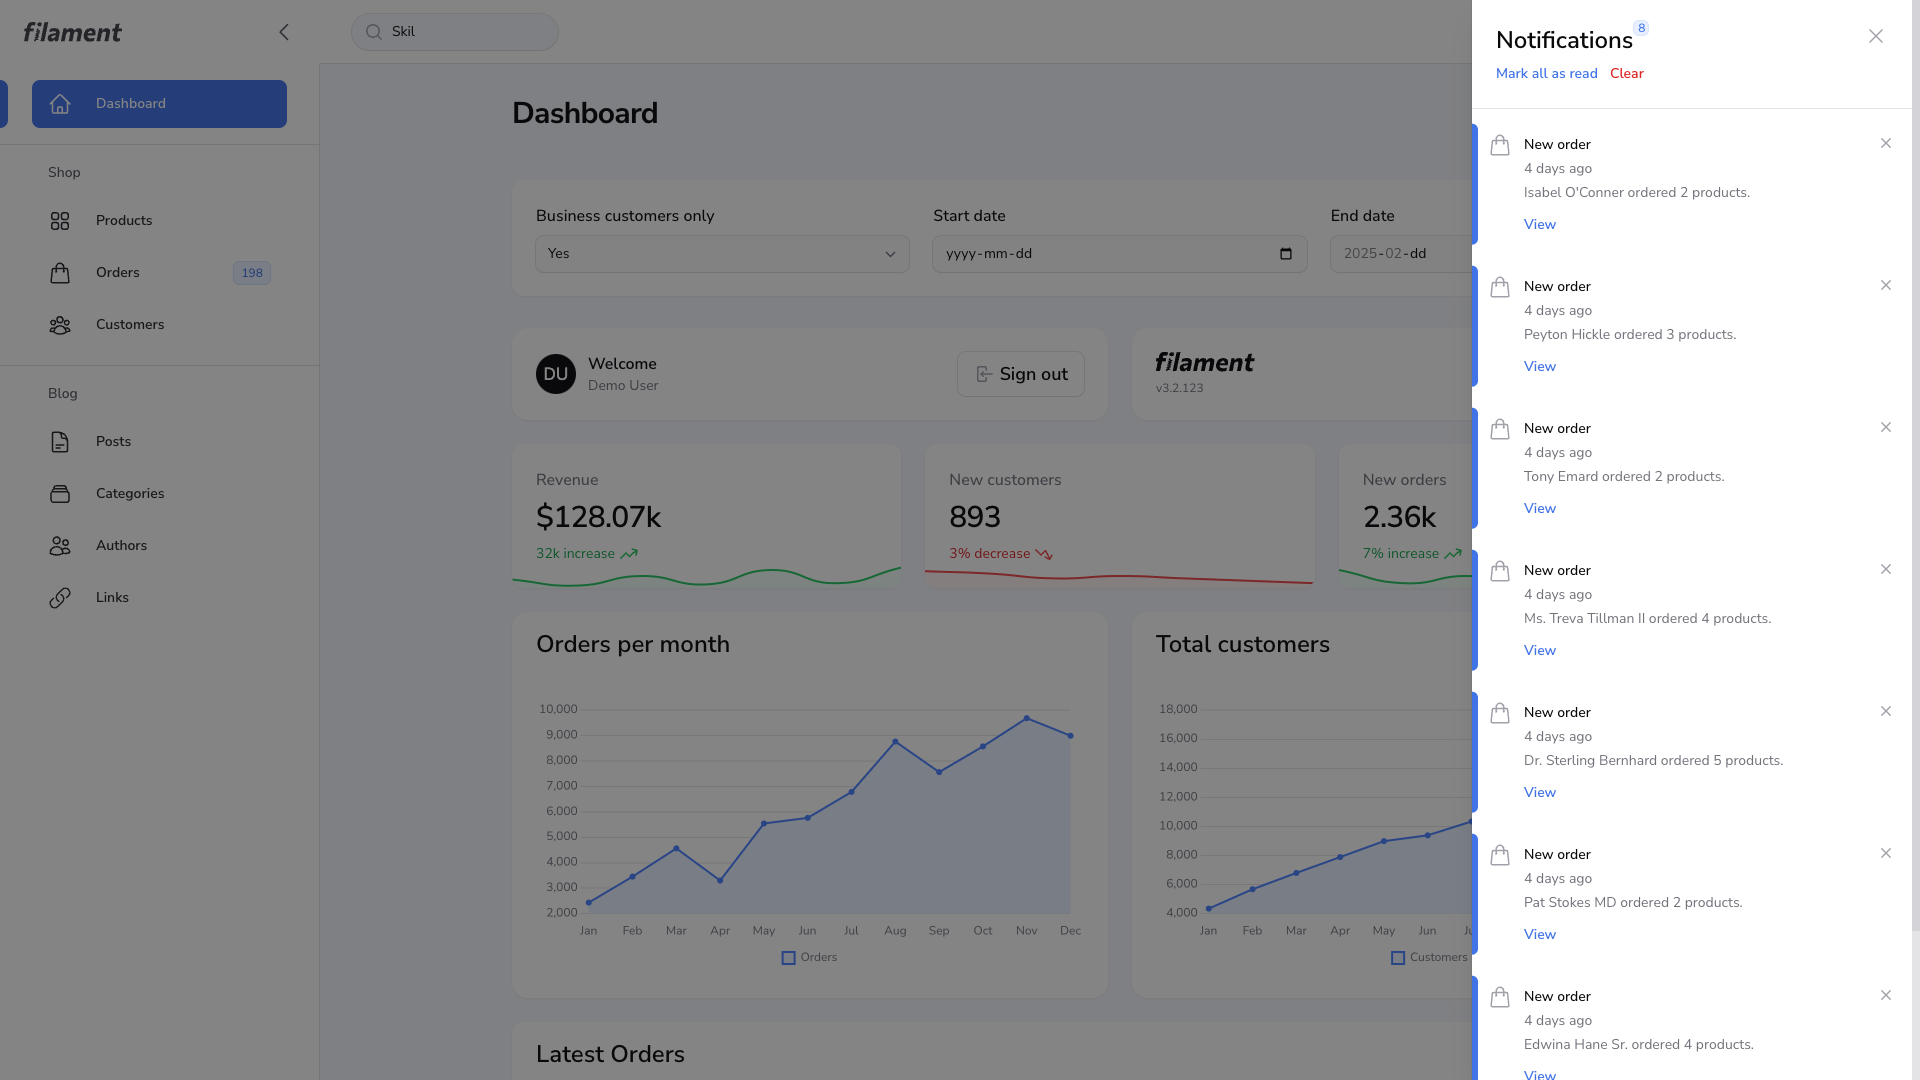 filament
Skil
Dashboard
Shop
Products
Orders
198
Customers
Blog
Posts
Categories
Authors
Links
Dashboard
Business customers only
Yes
Start date
yyyy-mm-dd
End date
2025-02-dd
DU
Welcome
Demo User
Sign out
filament
v3.2.123
Revenue
$128.07k
32k increase
New customers
893
3% decrease
New orders
2.36k
7% increase
Orders per month
10,000
9,000
8,000
7,000
6,000
5,000
4,000
3,000
2,000
Jan Feb Mar Apr May Jun Jul Aug Sep Oct Nov Dec
Orders
Total customers
18,000
16,000
14,000
12,000
10,000
8,000
6,000
4,000
Jan Feb Mar Apr May Jun
Customers
Latest Orders
Notifications 8
Mark all as read Clear
New order
4 days ago
Isabel O'Conner ordered 2 products.
View
New order
4 days ago
Peyton Hickle ordered 3 products.
View
New order
4 days ago
Tony Emard ordered 2 products.
View
New order
4 days ago
Ms. Treva Tillman II ordered 4 products.
View
New order
4 days ago
Dr. Sterling Bernhard ordered 5 products.
View
New order
4 days ago
Pat Stokes MD ordered 2 products.
View
New order
4 days ago
Edwina Hane Sr. ordered 4 products.
View